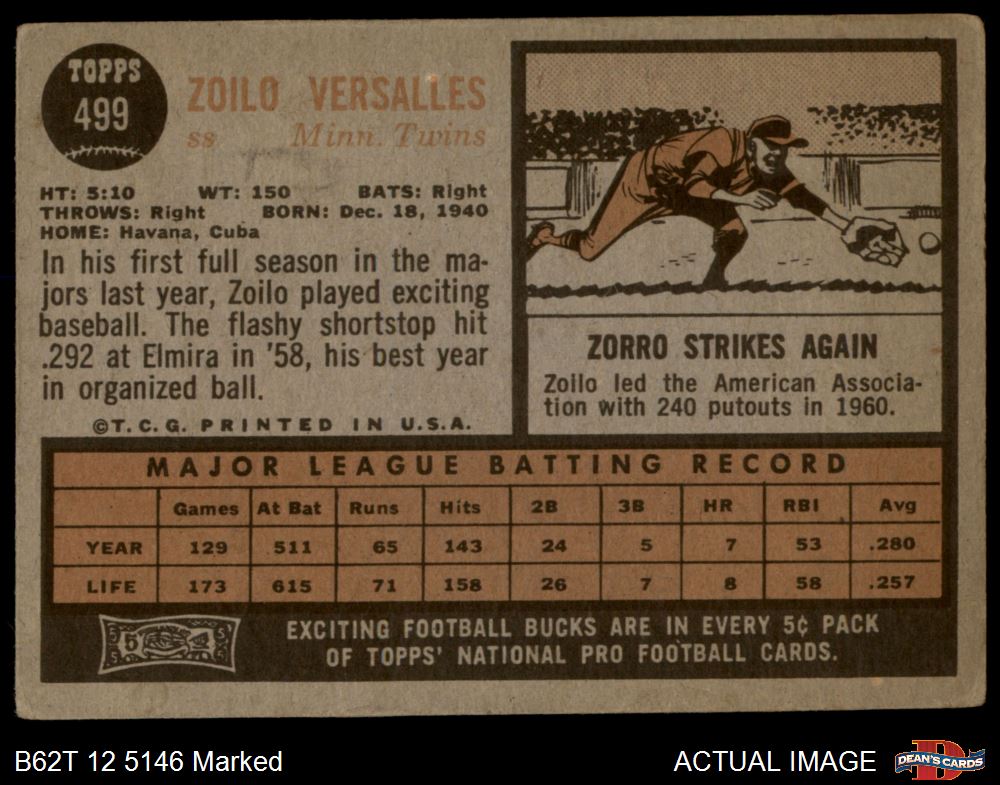 TOPPS
499
ZOILO VERSALLES
ss Minn. Twins
HT: 5:10 WT: 150 BATS: Right
THROWS: Right BORN: Dec. 18, 1940
HOME: Havana, Cuba
In his first full season in the ma-
jors last year, Zoilo played exciting
baseball. The flashy shortstop hit
.292 at Elmira in '58, his best year
in organized ball.
©T. C. G. PRINTED IN U.S.A.
ZORRO STRIKES AGAIN
Zoilo led the American Associa-
tion with 240 putouts in 1960.
MAJOR LEAGUE BATTING RECORD
Games At Bat Runs Hits 2B 3B HR RBI Avg
YEAR 129 511 65 143 24 5 7 53 .280
LIFE 173 615 71 158 26 7 8 58 .257
5 5
EXCITING FOOTBALL BUCKS ARE IN EVERY 5¢ PACK
OF TOPPS' NATIONAL PRO FOOTBALL CARDS.
B62T 12 5146 Marked
ACTUAL IMAGE
D
DEAN'S CARDS